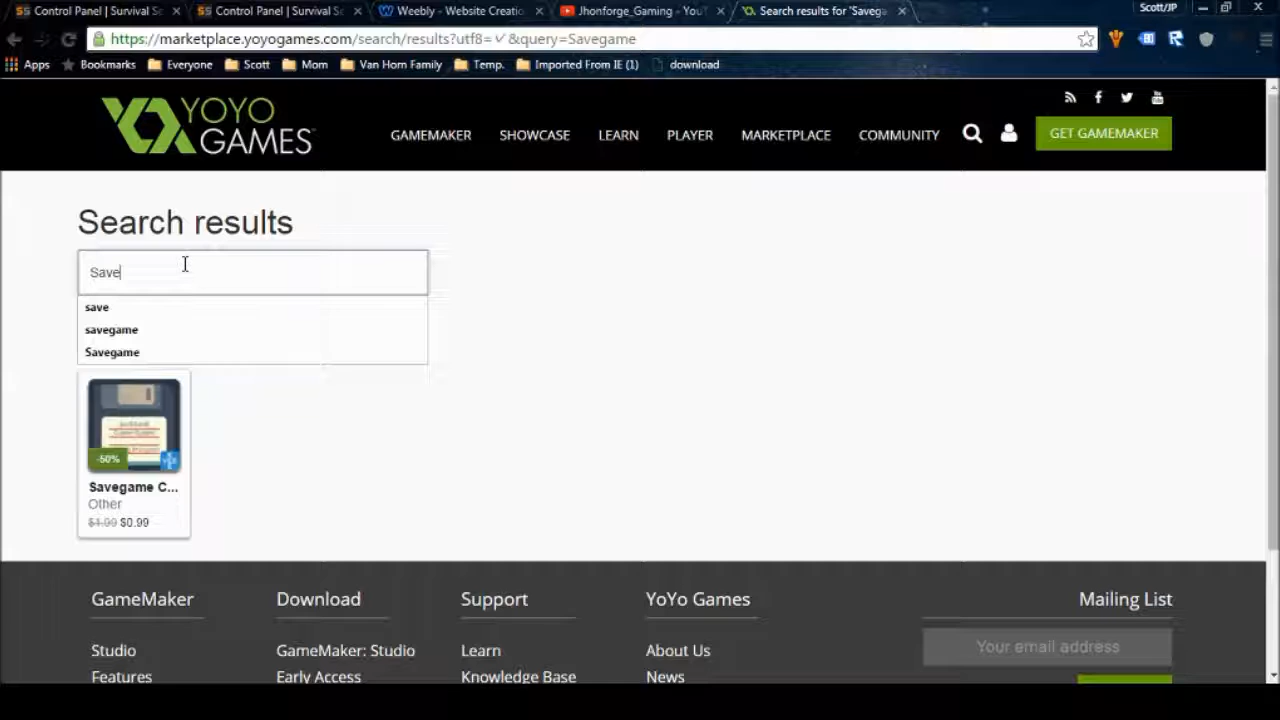 Control Panel | Survival Se
Control Panel | Survival S
Weebly - Website Creatio
Jhonforge_Gaming - YouT
Search results for 'Savega
Scott/JP
https://marketplace.yoyogames.com/search/results?utf8=✓&query=Savegame
Apps
Bookmarks
Everyone
Scott
Mom
Van Horn Family
Temp.
Imported From IE (1)
download
YOYO
GAMES
GAMEMAKER
SHOWCASE
LEARN
PLAYER
MARKETPLACE
COMMUNITY
GET GAMEMAKER
Search results
Save
save
savegame
Savegame
-50%
Savegame C...
Other
$1.99 $0.99
GameMaker
Download
Support
YoYo Games
Mailing List
Studio
GameMaker: Studio
Learn
About Us
Your email address
Features
Early Access
Knowledge Base
News